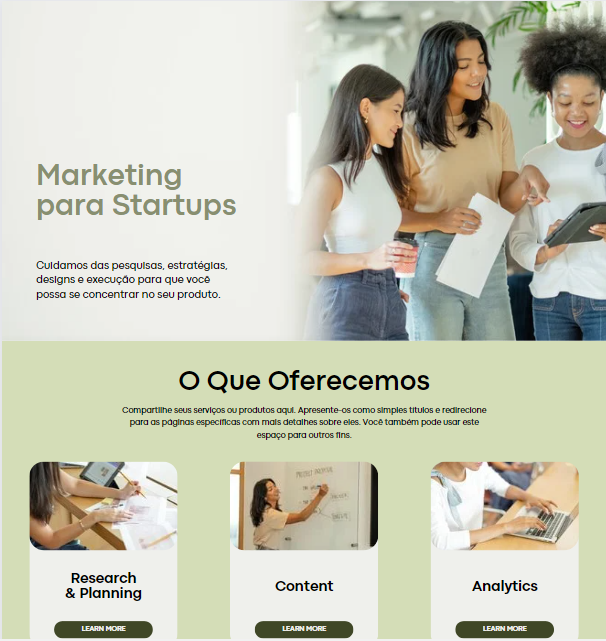 Marketing
para Startups
Cuidamos das pesquisas, estratégias,
designs e execução para que você
possa se concentrar no seu produto.
O Que Oferecemos
Compartilhe seus serviços ou produtos aqui. Apresente-os como simples títulos e redirecione
para as páginas específicas com mais detalhes sobre eles. Você também pode usar este
espaço para outros fins.
Research
& Planning
LEARN MORE
Content
LEARN MORE
Analytics
LEARN MORE